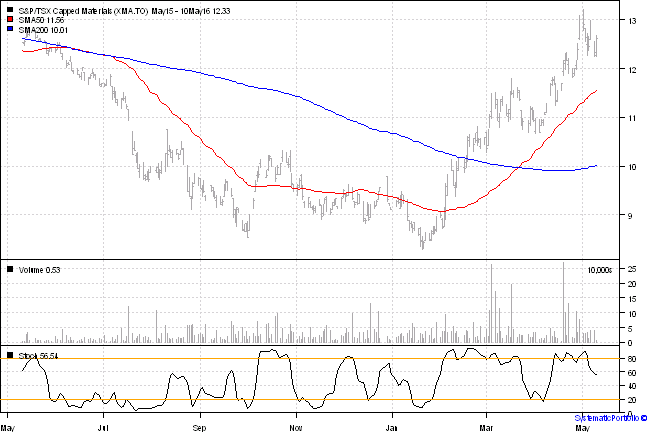 S&P/TSX Capped Materials (XMA.TO) May15 - 10May16 12.33
SMA50 11.56
SMA200 10.01
13
12
11
10
9
Volume 0.53
10,000s
25
20
15
10
5
0
Stoch 56.54
80
60
40
20
0
May
Jul
Sep
Nov
Jan
Mar
May
SystematicPortfolio ©